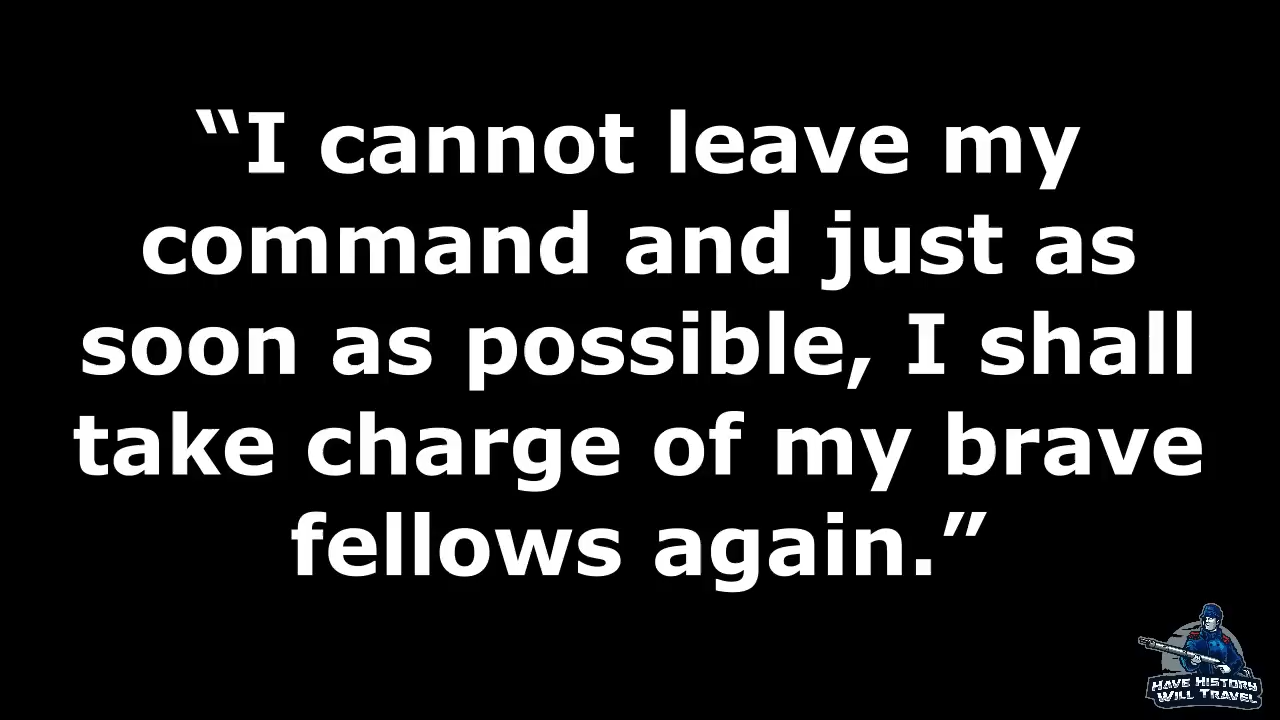 “I cannot leave my
command and just as
soon as possible, I shall
take charge of my brave
fellows again.”
HAVE HISTORY
WILL TRAVEL